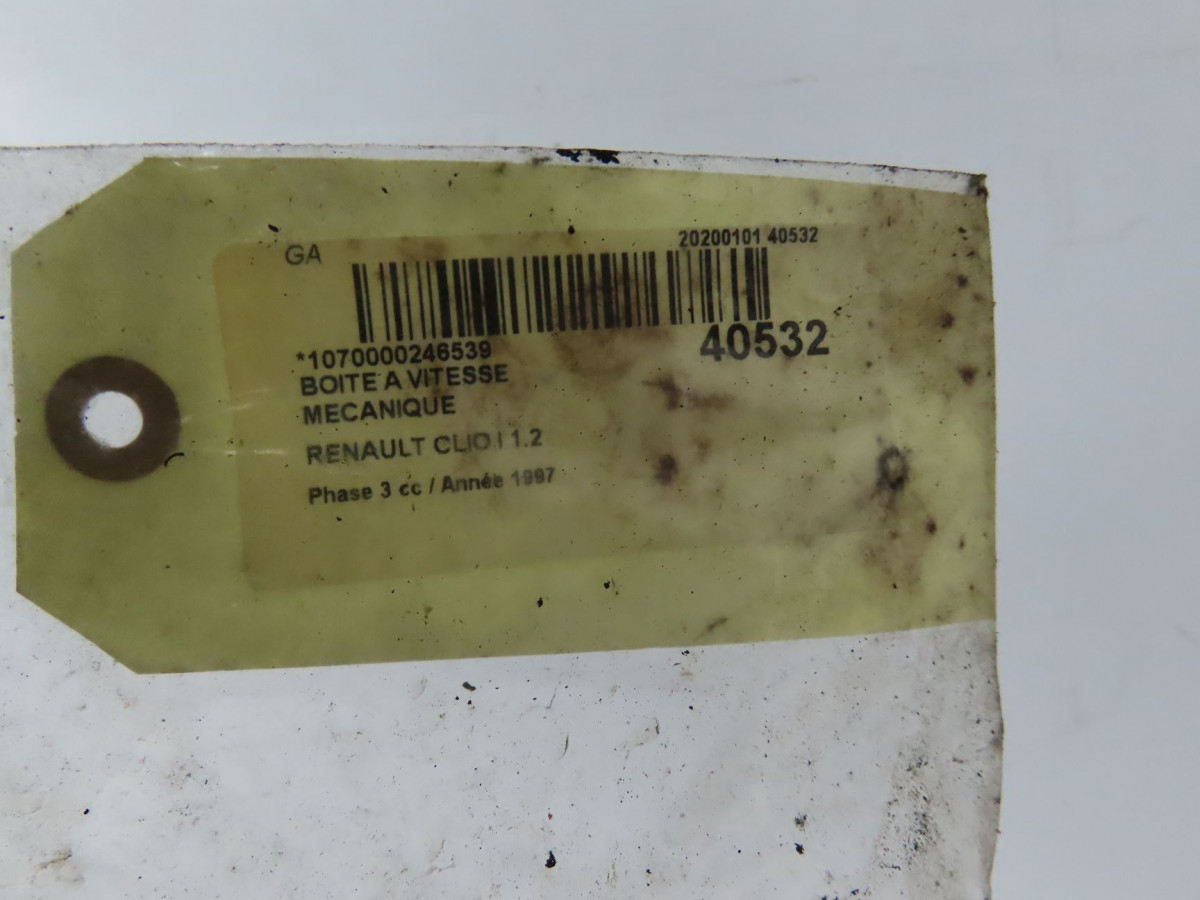 GA
20200101 40532
40532
*1070000246539
BOITE A VITESSE
MECANIQUE
RENAULT CLIO I 1.2
Phase 3 cc / Année 1997